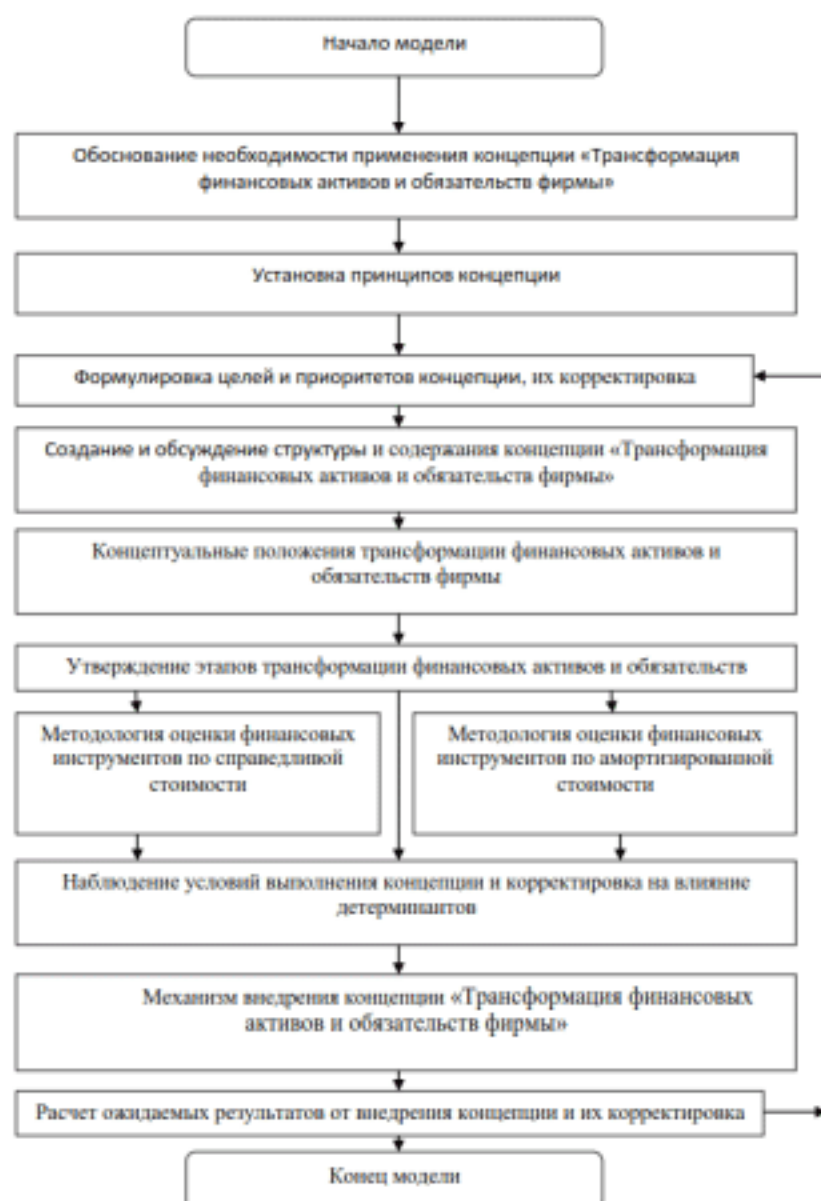 Начало модели
Обоснование необходимости применения концепции «Трансформация
финансовых активов и обязательств фирмы»
Установка принципов концепции
Формулировка целей и приоритетов концепции, их корректировка
Создание и обсуждение структуры и содержания концепции «Трансформация
финансовых активов и обязательств фирмы»
Концептуальные положения трансформации финансовых активов и
обязательств фирмы
Утверждение этапов трансформации финансовых активов и обязательств
Методология оценки финансовых
инструментов по справедливой
стоимости
Методология оценки финансовых
инструментов по амортизированной
стоимости
Наблюдение условий выполнения концепции и корректировка на влияние
детерминантов
Механизм внедрения концепции «Трансформация финансовых
активов и обязательств фирмы»
Расчет ожидаемых результатов от внедрения концепции и их корректировка
Конец модели